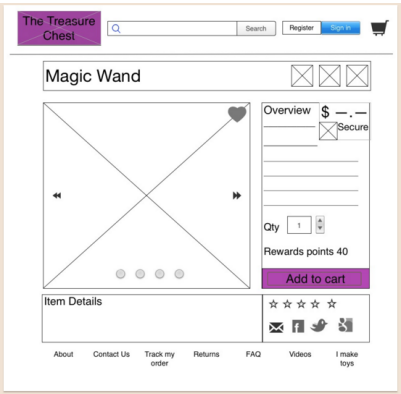 The Treasure
Chest
Search
Register
Sign in
Magic Wand
Overview
$ –.–
Secure
Qty
1
Rewards points 40
Add to cart
Item Details
About
Contact Us
Track my
order
Returns
FAQ
Videos
I make
toys